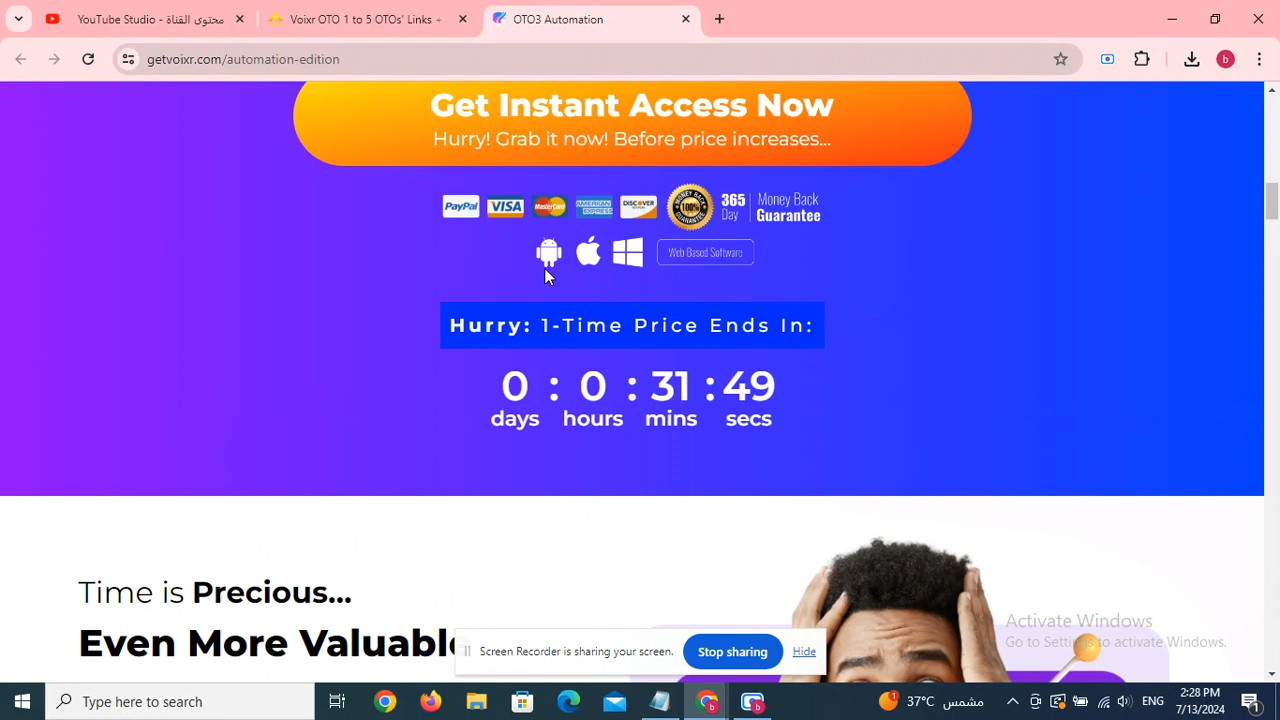 YouTube Studio - محتوى القناة
Voixr OTO 1 to 5 OTOs' Links +
OTO3 Automation
getvoixr.com/automation-edition
b
Get Instant Access Now
Hurry! Grab it now! Before price increases...
PayPal
VISA
MasterCard
AMERICAN EXPRESS
DISCOVER
100%
365 Day
Money Back Guarantee
Web Based Software
Hurry: 1-Time Price Ends In:
0 : 0 : 31 : 49
days hours mins secs
Time is Precious...
Even More Valuable
Screen Recorder is sharing your screen.
Stop sharing
Hide
Activate Windows
Go to Settings to activate Windows.
Type here to search
37°C مشمس
ENG
2:28 PM
7/13/2024